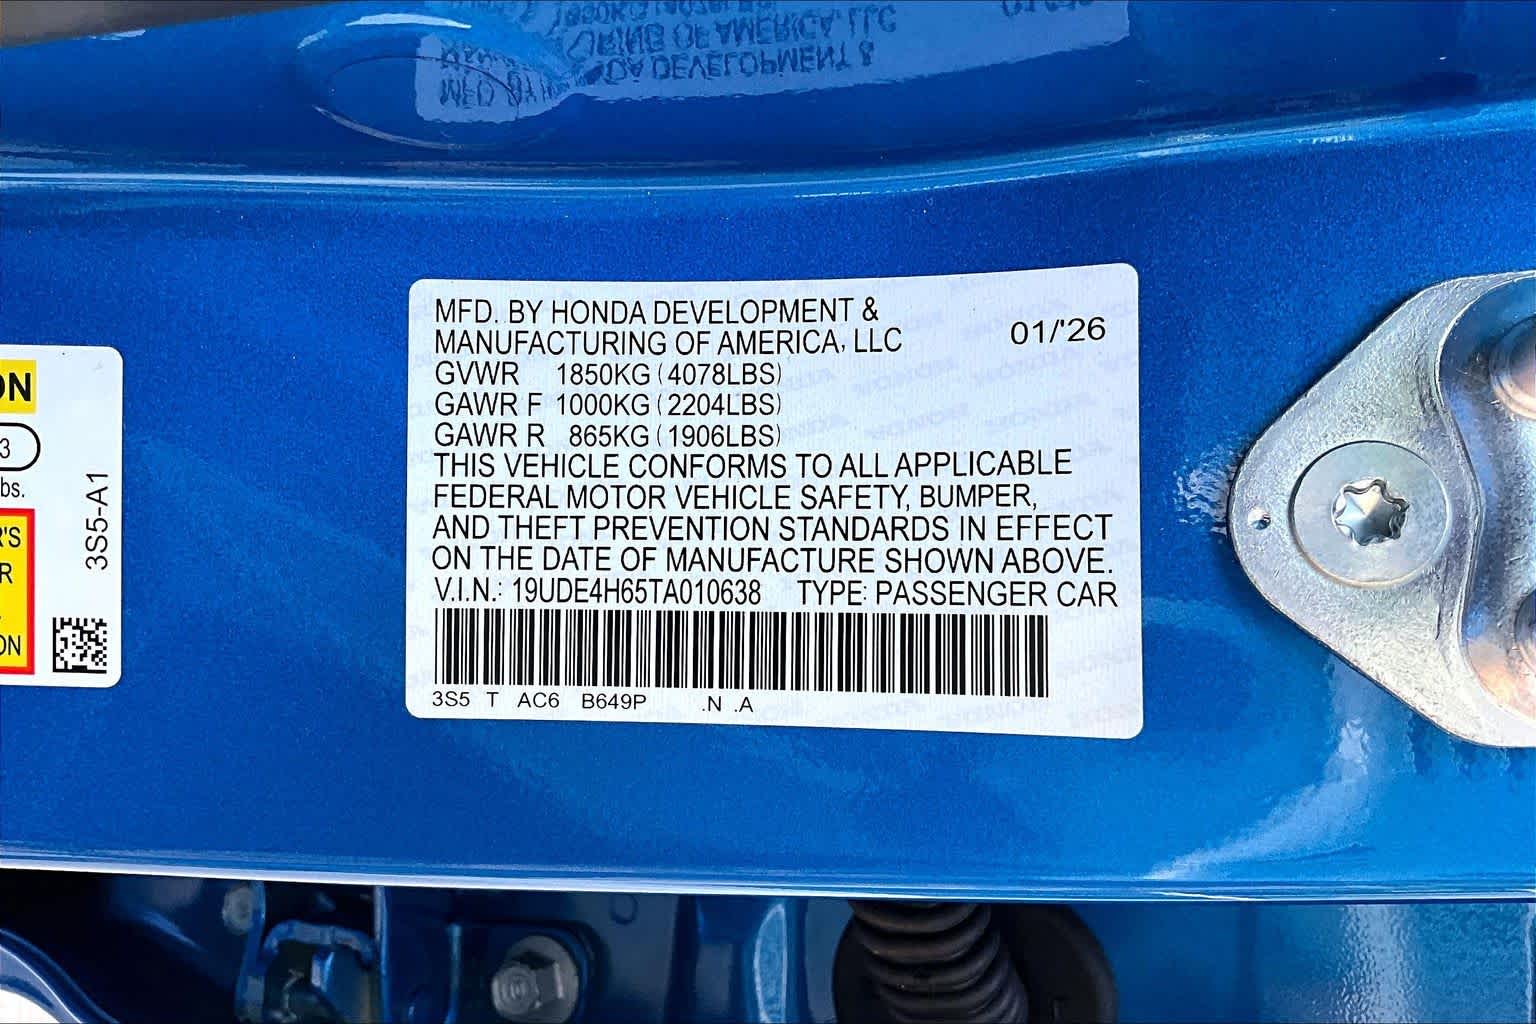 MFD. BY HONDA DEVELOPMENT &
MANUFACTURING OF AMERICA, LLC
01/'26
GVWR 1850KG (4078LBS)
GAWR F 1000KG (2204LBS)
GAWR R 865KG (1906LBS)
THIS VEHICLE CONFORMS TO ALL APPLICABLE
FEDERAL MOTOR VEHICLE SAFETY, BUMPER,
AND THEFT PREVENTION STANDARDS IN EFFECT
ON THE DATE OF MANUFACTURE SHOWN ABOVE.
V.I.N.: 19UDE4H65TA010638 TYPE: PASSENGER CAR
3S5 T AC6 B649P .N .A
3
bs.
3S5-A1